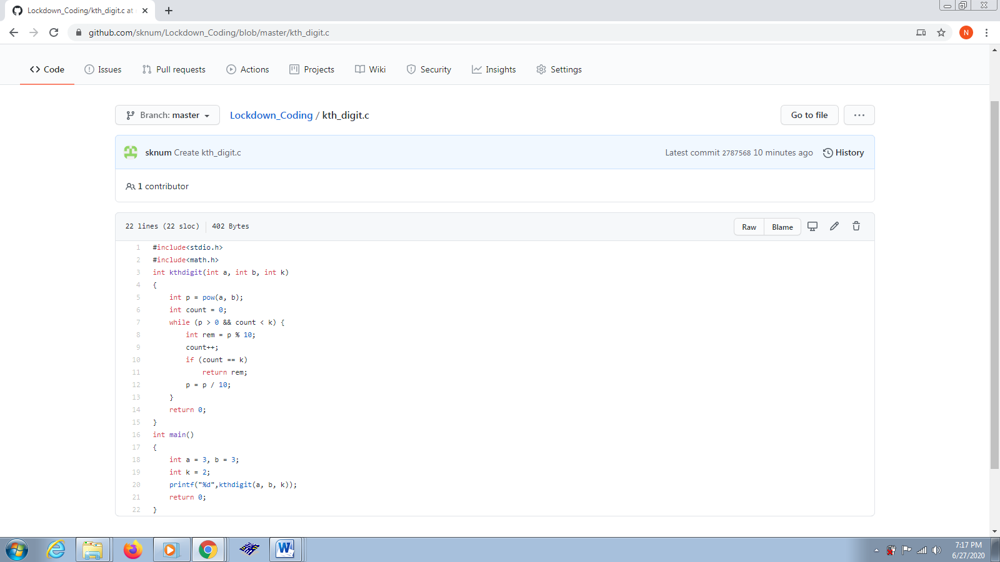 Lockdown_Coding/kth_digit.c at
github.com/sknum/Lockdown_Coding/blob/master/kth_digit.c
N
Code Issues Pull requests Actions Projects Wiki Security Insights Settings
Branch: master Lockdown_Coding / kth_digit.c Go to file ...
sknum Create kth_digit.c Latest commit 2787568 10 minutes ago History
1 contributor
22 lines (22 sloc) 402 Bytes Raw Blame
1 #include<stdio.h>
2 #include<math.h>
3 int kthdigit(int a, int b, int k)
4 {
5     int p = pow(a, b);
6     int count = 0;
7     while (p > 0 && count < k) {
8         int rem = p % 10;
9         count++;
10         if (count == k)
11             return rem;
12         p = p / 10;
13     }
14     return 0;
15 }
16 int main()
17 {
18     int a = 3, b = 3;
19     int k = 2;
20     printf("%d",kthdigit(a, b, k));
21     return 0;
22 }
7:17 PM
6/27/2020